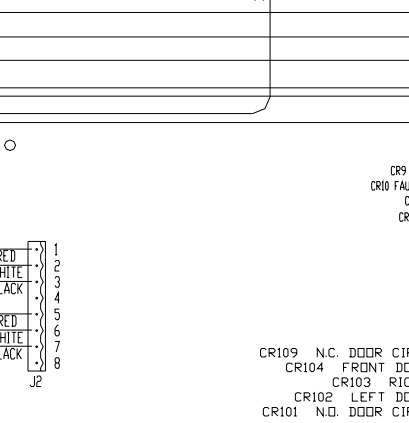 CR9
CR10 FAU
C
CR
RED 1
HITE 2
LACK 3
4
RED 5
HITE 6
LACK 7
8
J2
CR109 N.C. DOOR CIR
CR104 FRONT DO
CR103 RIG
CR102 LEFT DO
CR101 N.O. DOOR CIR